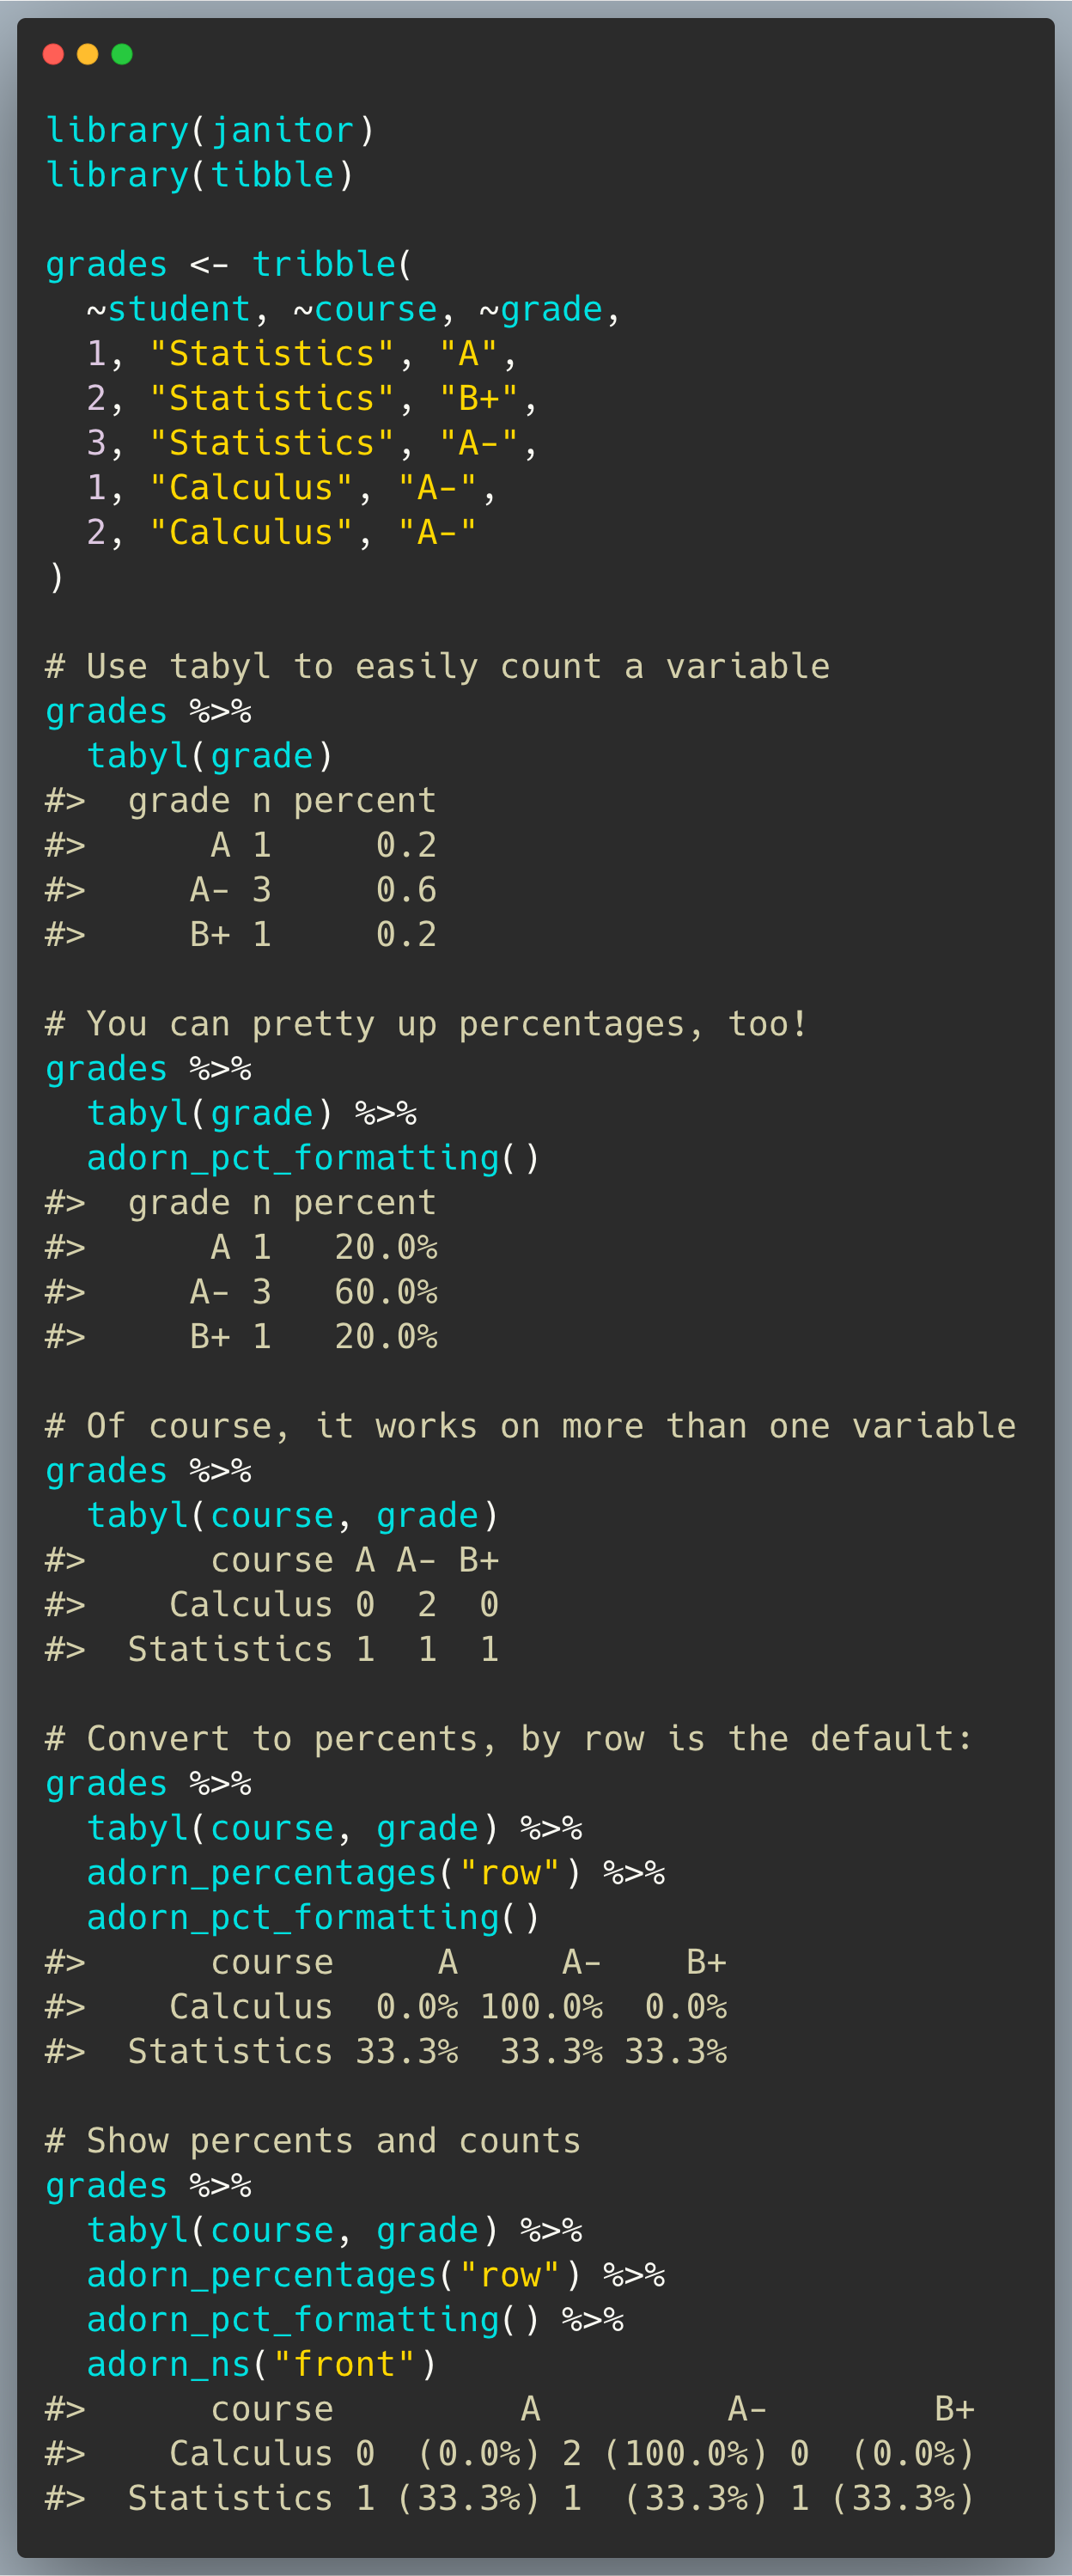 library(janitor)
library(tibble)

grades <- tribble(
  ~student, ~course, ~grade,
  1, "Statistics", "A",
  2, "Statistics", "B+",
  3, "Statistics", "A-",
  1, "Calculus", "A-",
  2, "Calculus", "A-"
)

# Use tabyl to easily count a variable
grades %>%
  tabyl(grade)
#>  grade n percent
#>      A 1     0.2
#>     A- 3     0.6
#>     B+ 1     0.2

# You can pretty up percentages, too!
grades %>%
  tabyl(grade) %>%
  adorn_pct_formatting()
#>  grade n percent
#>      A 1   20.0%
#>     A- 3   60.0%
#>     B+ 1   20.0%

# Of course, it works on more than one variable
grades %>%
  tabyl(course, grade)
#>      course A A- B+
#>    Calculus 0  2  0
#>  Statistics 1  1  1

# Convert to percents, by row is the default:
grades %>%
  tabyl(course, grade) %>%
  adorn_percentages("row") %>%
  adorn_pct_formatting()
#>      course     A     A-    B+
#>    Calculus  0.0% 100.0%  0.0%
#>  Statistics 33.3%  33.3% 33.3%

# Show percents and counts
grades %>%
  tabyl(course, grade) %>%
  adorn_percentages("row") %>%
  adorn_pct_formatting() %>%
  adorn_ns("front")
#>      course         A         A-        B+
#>    Calculus 0  (0.0%) 2 (100.0%) 0  (0.0%)
#>  Statistics 1 (33.3%) 1  (33.3%) 1 (33.3%)